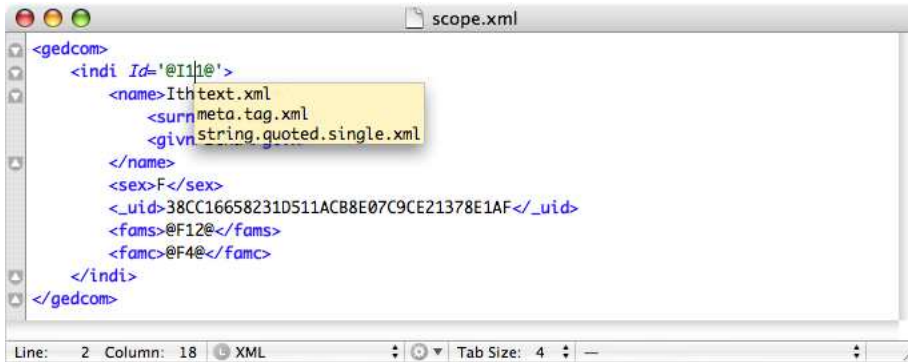 scope.xml
<gedcom>
<indi Id='@I11@'>
<name>Ith
text.xml
<surn
meta.tag.xml
<givn
string.quoted.single.xml
</name>
<sex>F</sex>
<_uid>38CC16658231D511ACB8E07C9CE21378E1AF</_uid>
<fams>@F12@</fams>
<famc>@F4@</famc>
</indi>
</gedcom>
Line: 2 Column: 18 L XML Tab Size: 4 —